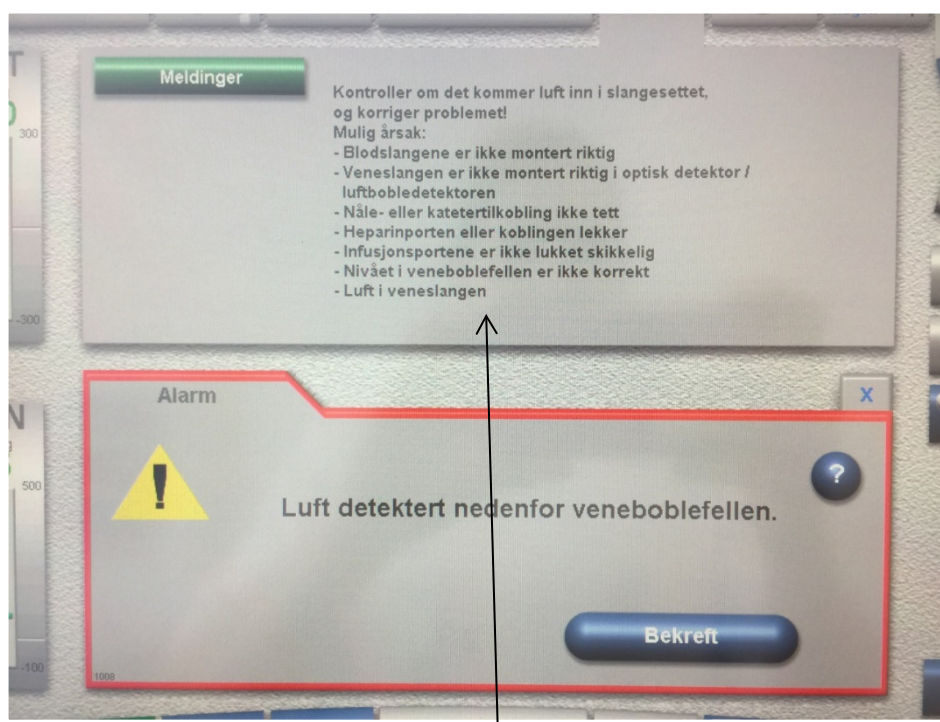 T
Meldinger
300
-300
Kontroller om det kommer luft inn i slangesettet,
og korriger problemet!
Mulig årsak:
- Blodslangene er ikke montert riktig
- Veneslangen er ikke montert riktig i optisk detektor /
luftbobledetektoren
- Nåle- eller katetertilkobling ikke tett
- Heparinporten eller koblingen lekker
- Infusjonsportene er ikke lukket skikkelig
- Nivået i veneboblefellen er ikke korrekt
- Luft i veneslangen
Alarm
X
N
500
-100
!
?
Luft detektert nedenfor veneboblefellen.
Bekreft
1008